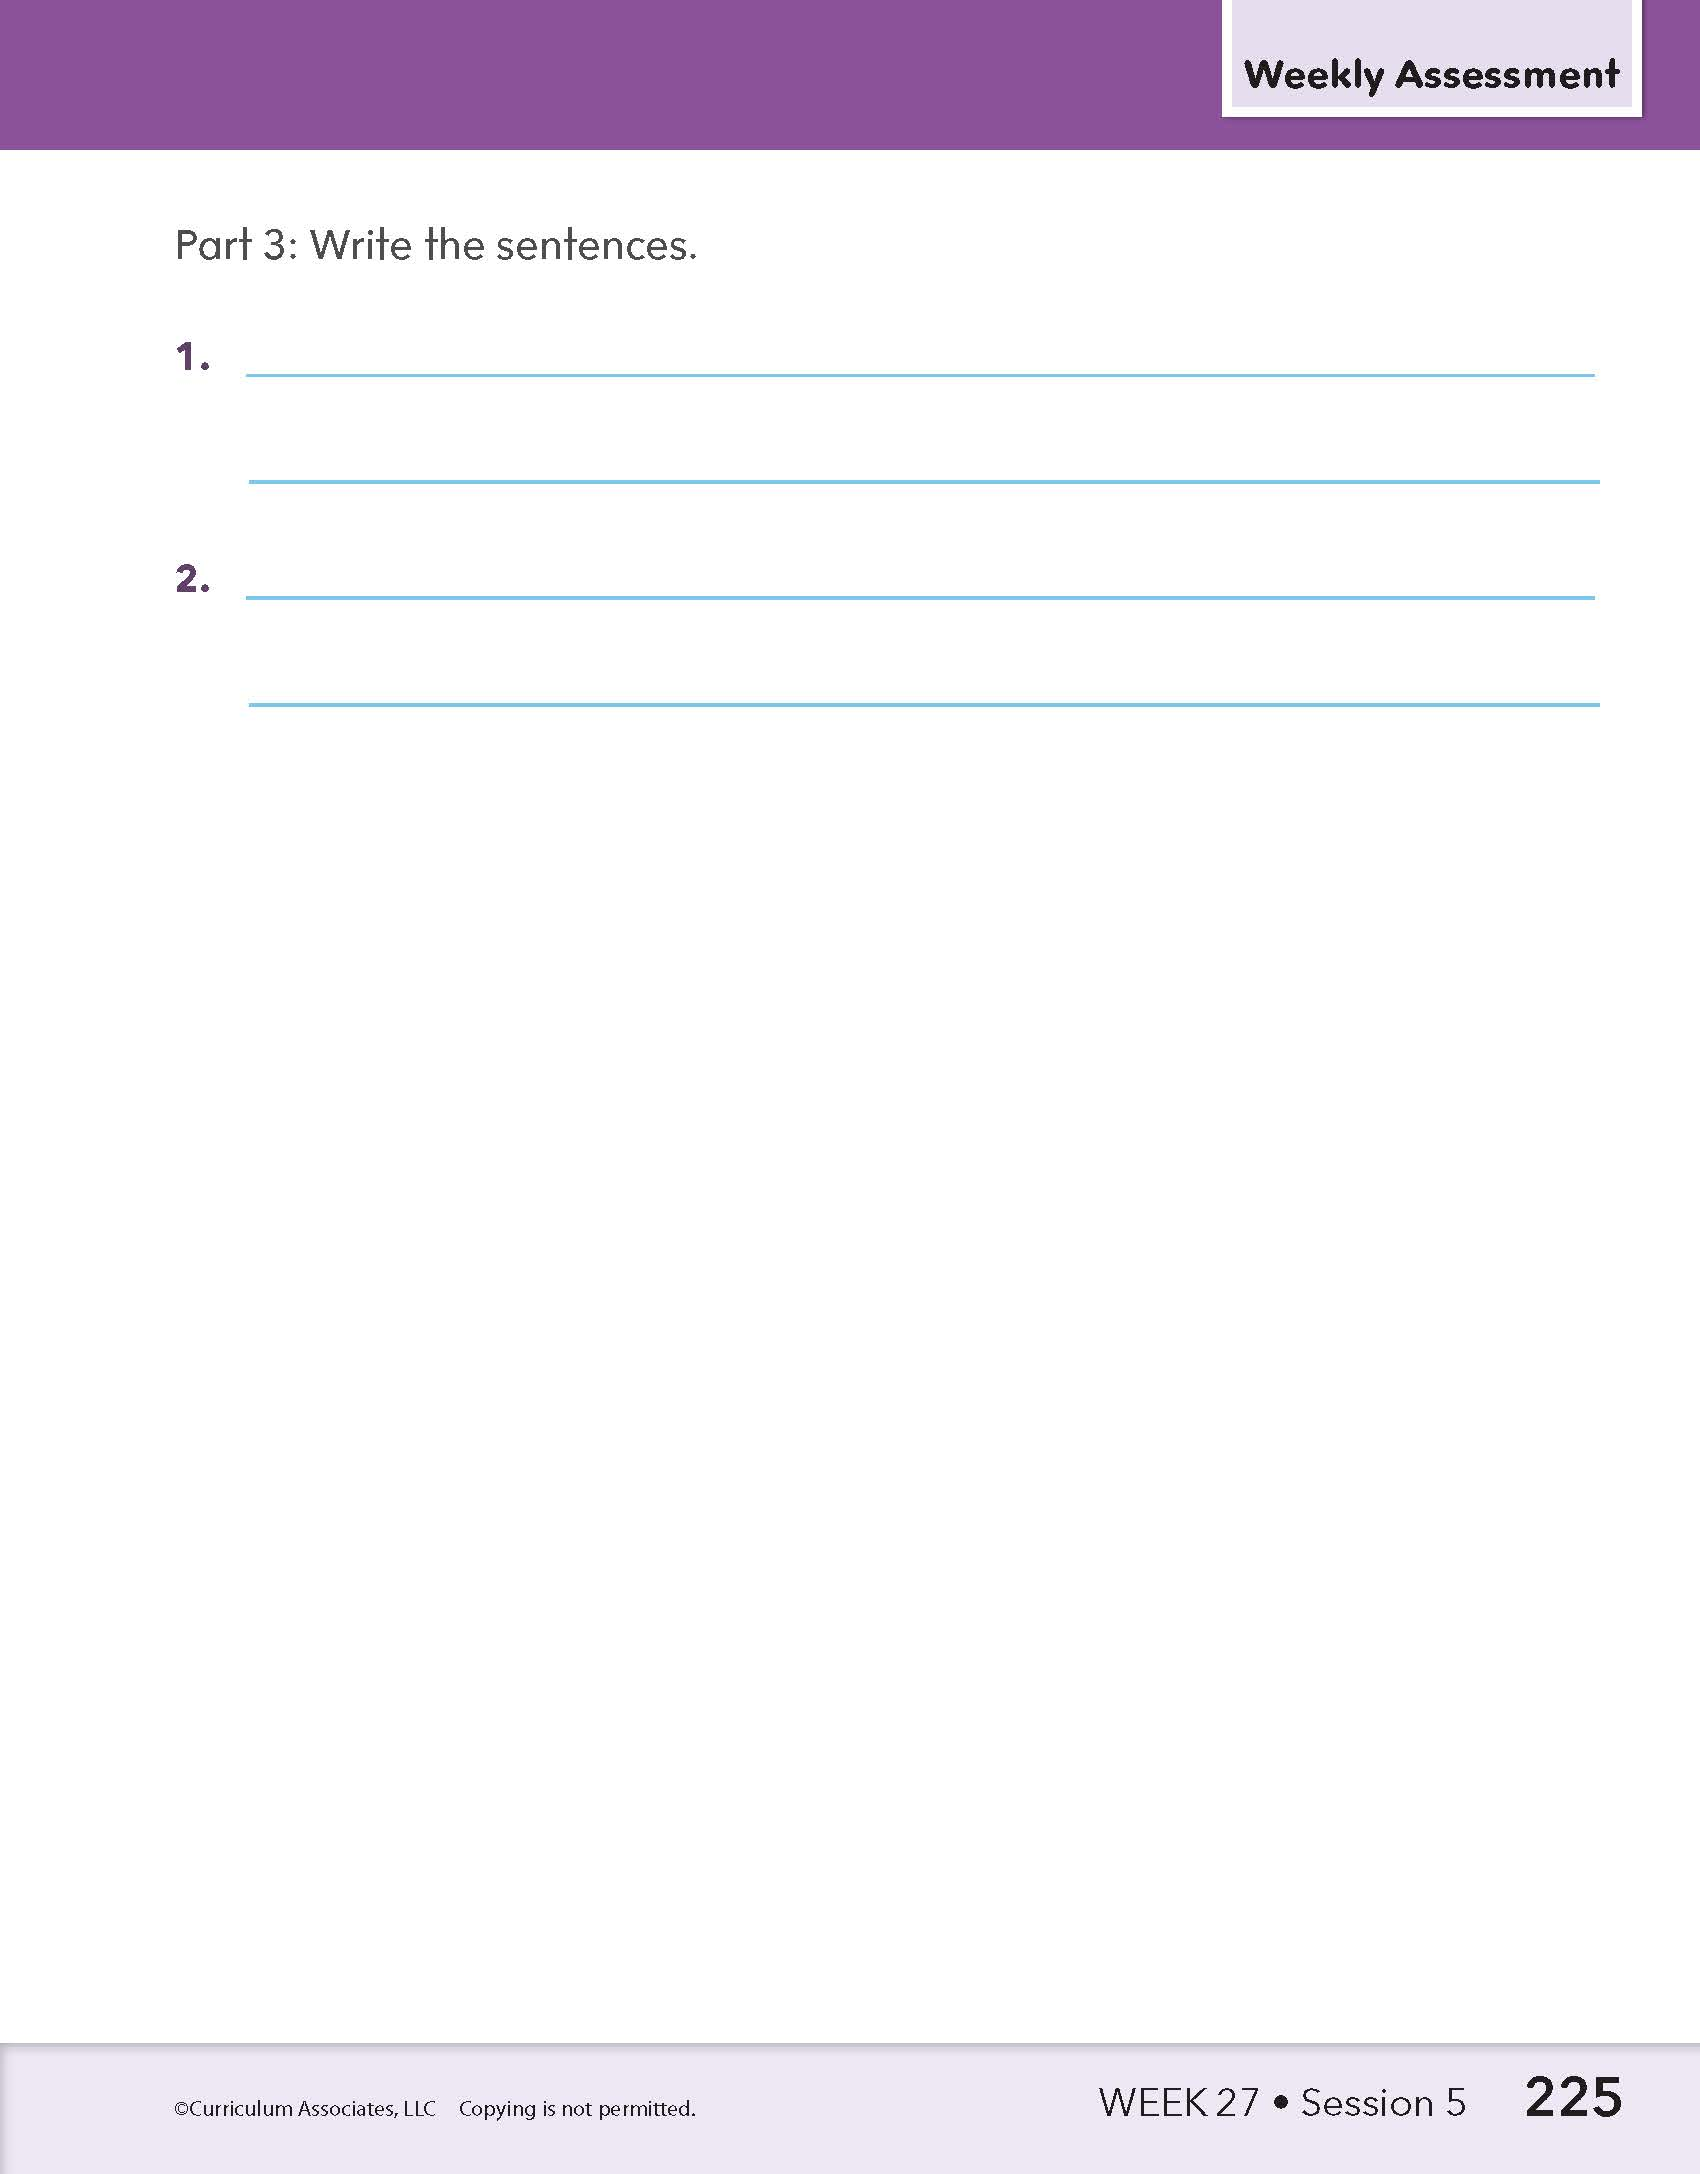 Weekly Assessment
Part 3: Write the sentences.
1.
2.
©Curriculum Associates, LLC Copying is not permitted.
WEEK 27 • Session 5 225